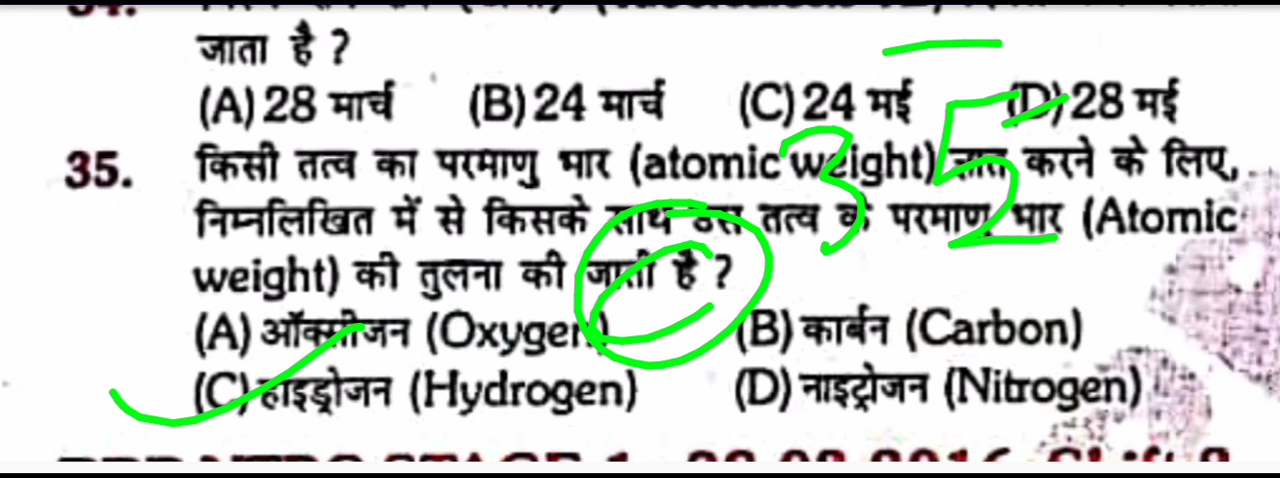 जाता है ?
(A) 28 मार्च (B) 24 मार्च (C) 24 मई (D) 28 मई
35. किसी तत्व का परमाणु भार (atomic weight) ज्ञात करने के लिए,
निम्नलिखित में से किसके साथ उस तत्व के परमाणु भार (Atomic
weight) की तुलना की जाती है ?
(A) ऑक्सीजन (Oxygen) (B) कार्बन (Carbon)
(C) हाइड्रोजन (Hydrogen) (D) नाइट्रोजन (Nitrogen)
35
C